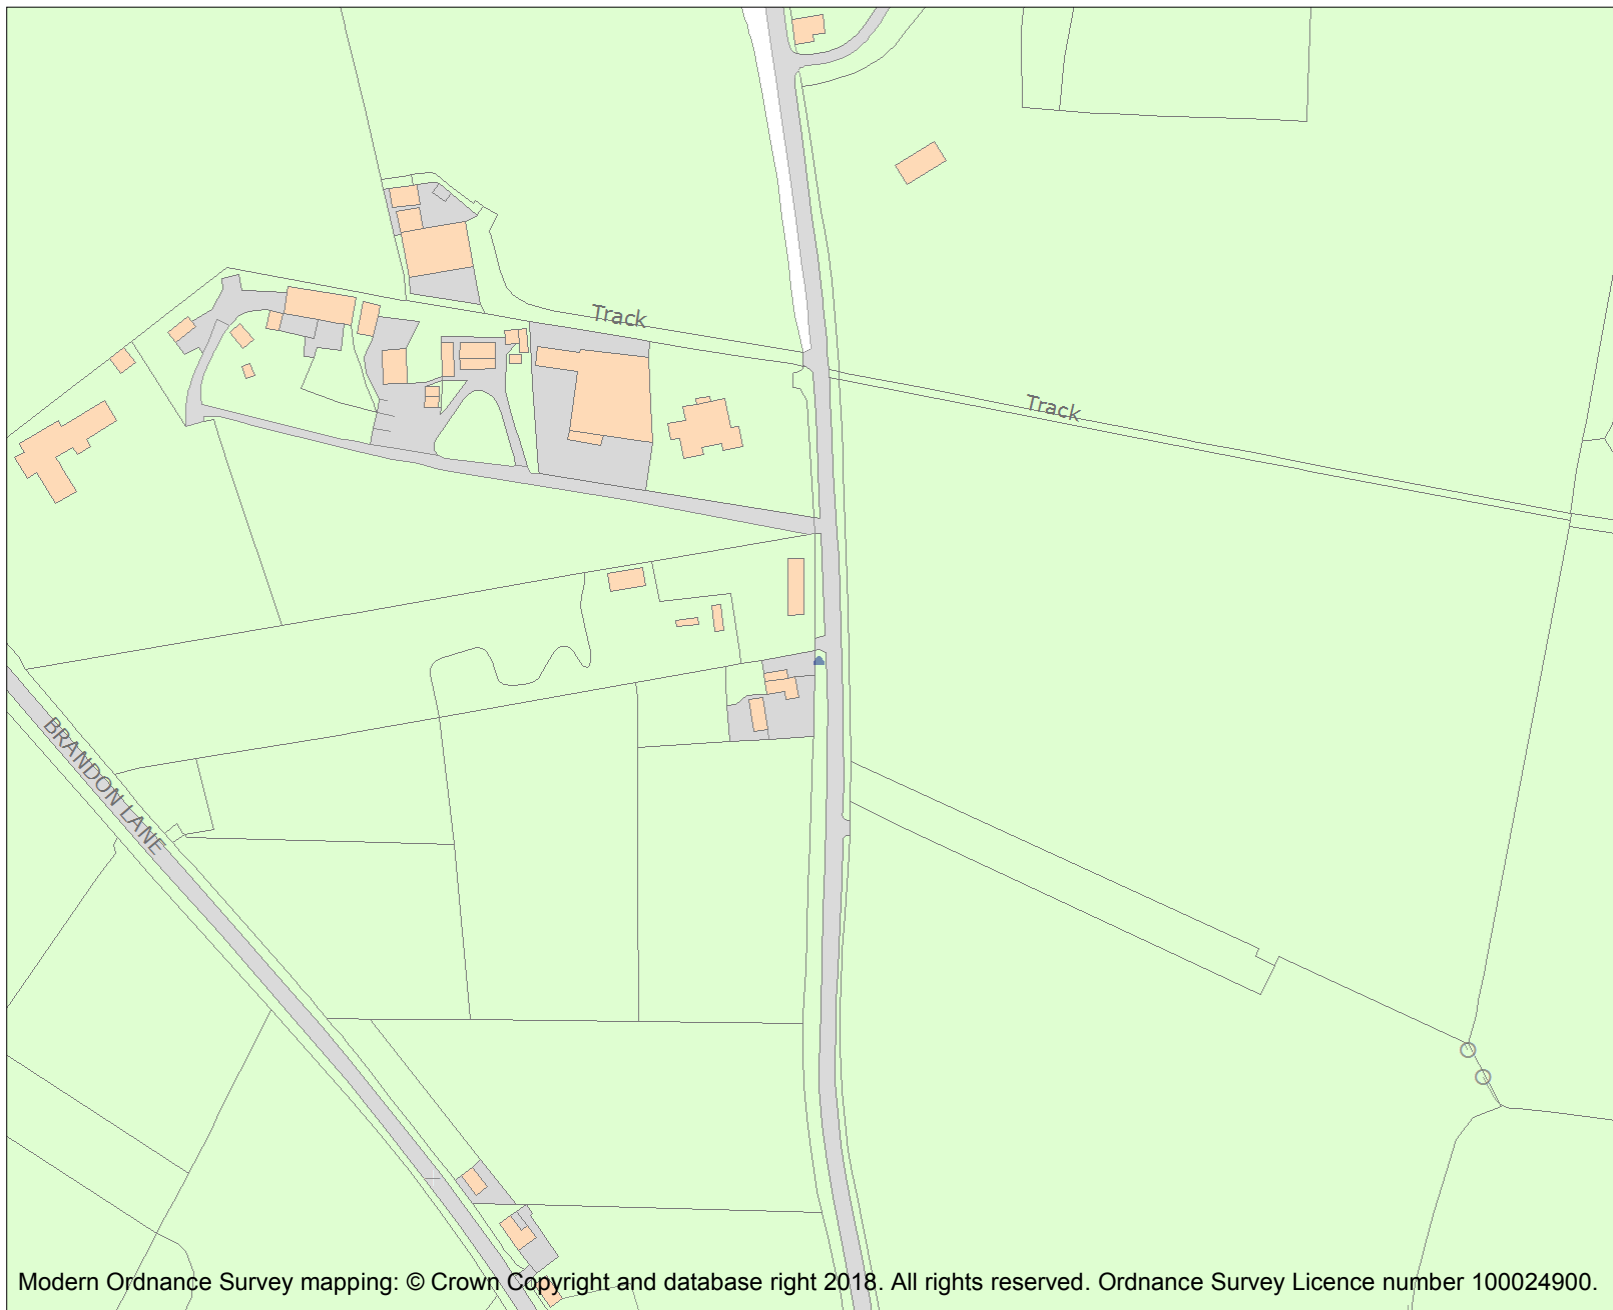 Track
Track
BRANDON LANE
Modern Ordnance Survey mapping: © Crown Copyright and database right 2018. All rights reserved. Ordnance Survey Licence number 100024900.